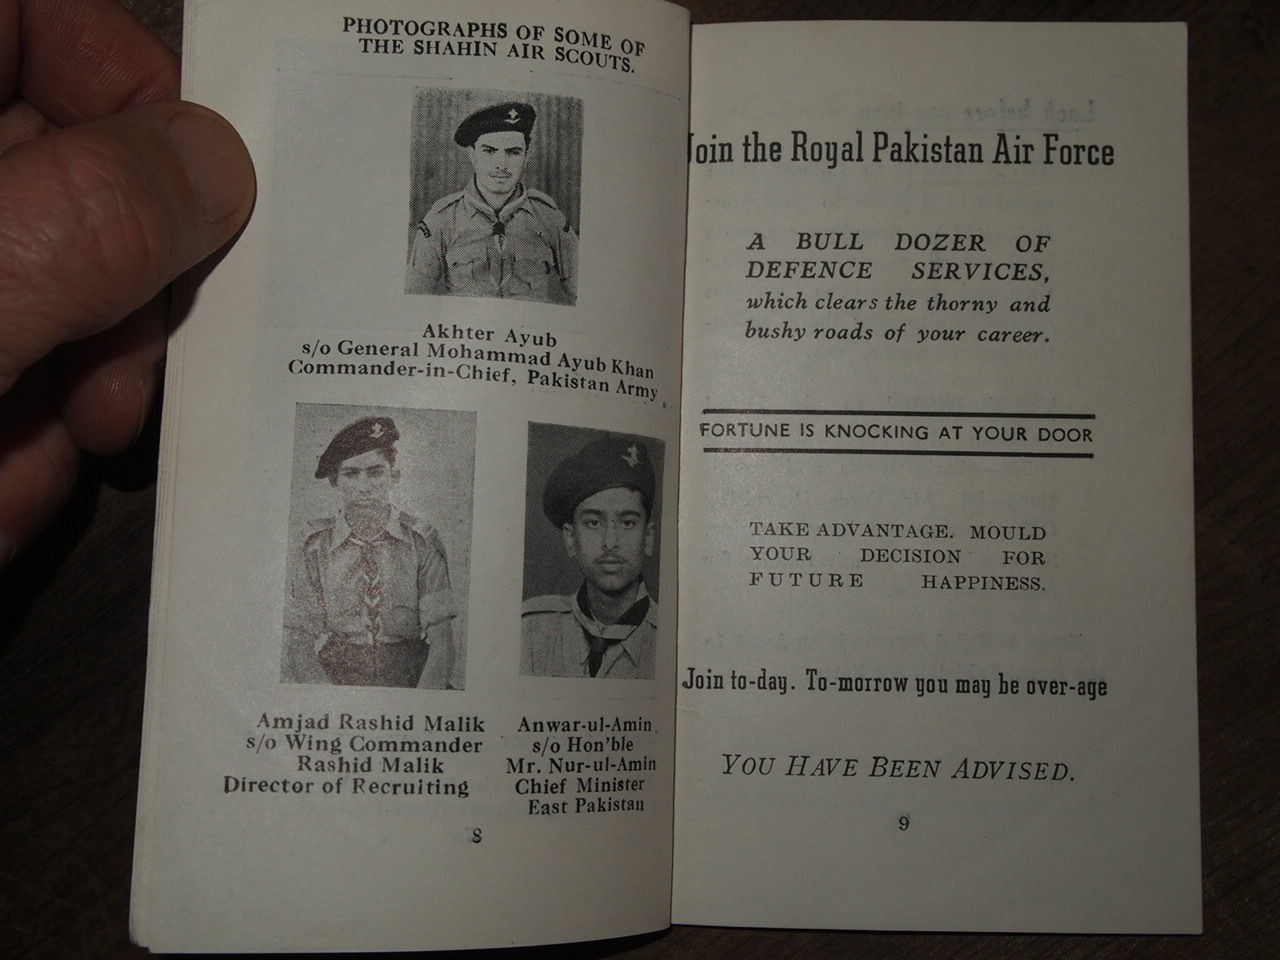 PHOTOGRAPHS OF SOME OF
THE SHAHIN AIR SCOUTS.
Akhter Ayub
s/o General Mohammad Ayub Khan
Commander-in-Chief, Pakistan Army
Amjad Rashid Malik
s/o Wing Commander
Rashid Malik
Director of Recruiting
Anwar-ul-Amin
s/o Hon'ble
Mr. Nur-ul-Amin
Chief Minister
East Pakistan
8
Join the Royal Pakistan Air Force
A BULL DOZER OF
DEFENCE SERVICES,
which clears the thorny and
bushy roads of your career.
FORTUNE IS KNOCKING AT YOUR DOOR
TAKE ADVANTAGE. MOULD
YOUR DECISION FOR
FUTURE HAPPINESS.
Join to-day. To-morrow you may be over-age
YOU HAVE BEEN ADVISED.
9